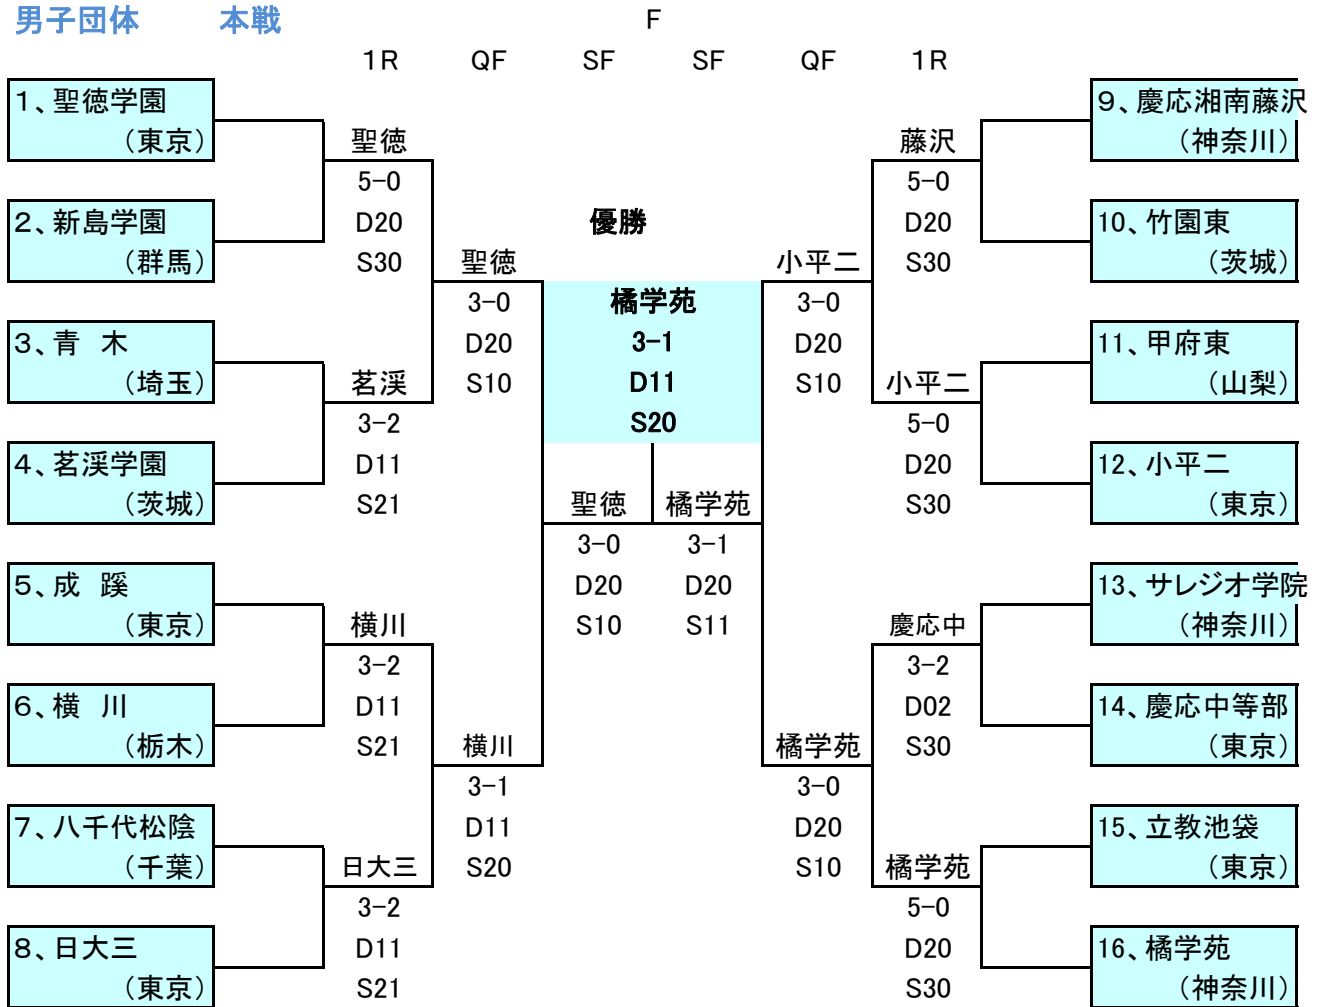 男子団体 本戦
F
1R QF SF SF QF 1R
1、聖徳学園
（東京）
聖徳
5-0
D20
S30
2、新島学園
（群馬）
聖徳
3-0
D20
S10
3、青 木
（埼玉）
茗溪
3-2
D11
S21
4、茗溪学園
（茨城）
5、成 蹊
（東京）
横川
3-2
D11
S21
6、横 川
（栃木）
横川
3-1
D11
S20
7、八千代松陰
（千葉）
日大三
3-2
D11
S21
8、日大三
（東京）
優勝
橘学苑
3-1
D11
S20
聖徳
3-0
D20
S10
橘学苑
3-1
D20
S11
9、慶応湘南藤沢
（神奈川）
藤沢
5-0
D20
S30
10、竹園東
（茨城）
小平二
3-0
D20
S10
11、甲府東
（山梨）
小平二
5-0
D20
S30
12、小平二
（東京）
13、サレジオ学院
（神奈川）
慶応中
3-2
D02
S30
14、慶応中等部
（東京）
橘学苑
3-0
D20
S10
15、立教池袋
（東京）
橘学苑
5-0
D20
S30
16、橘学苑
（神奈川）